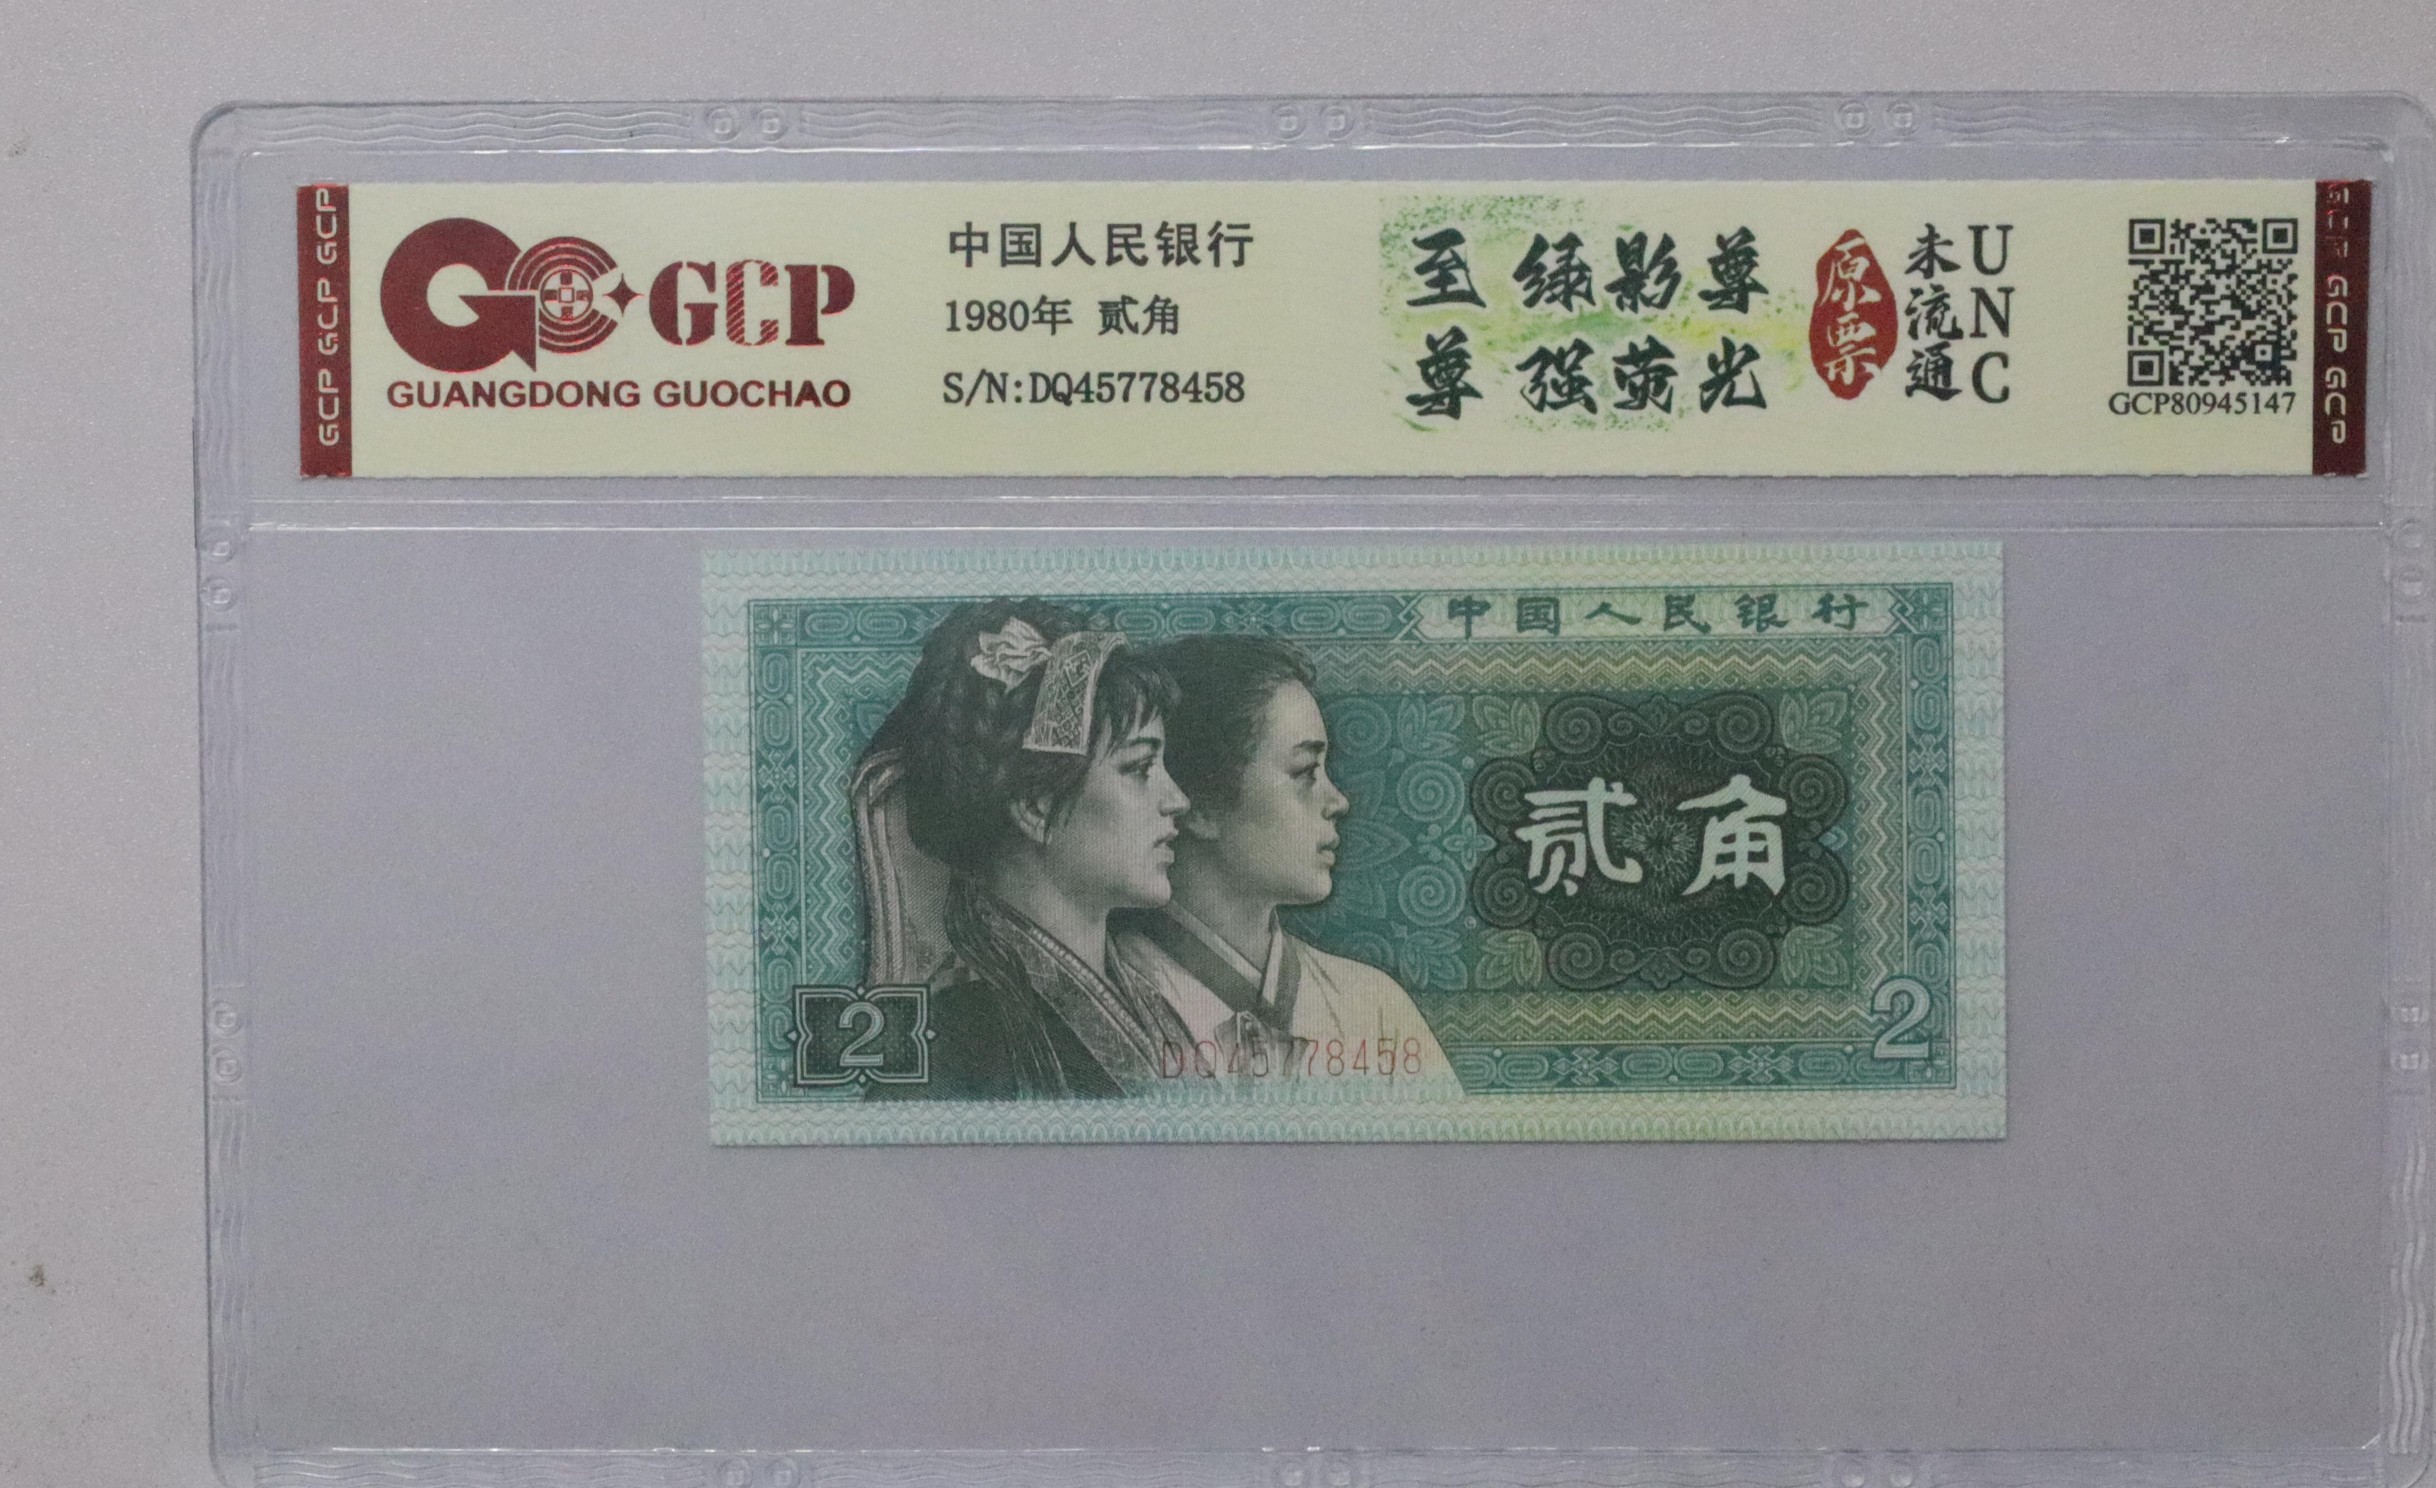 GCP GCP GCP
GCP
GUANGDONG GUOCHAO
中国人民银行
1980年 贰角
S/N:DQ45778458
至尊
绿影尊
强荧光
原票
未流通
UNC
GCP80945147
GCP GCP GCP
中国人民银行
贰角
2
DQ45778458
2